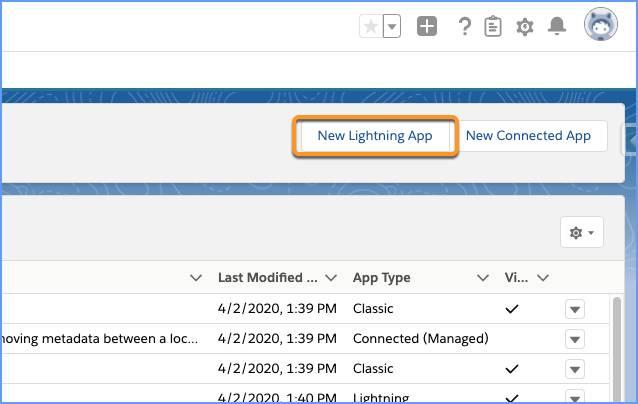 New Lightning App New Connected App
Last Modified ... App Type Vi...
4/2/2020, 1:39 PM Classic
noving metadata between a loc... 4/2/2020, 1:39 PM Connected (Managed)
4/2/2020, 1:39 PM Classic
4/2/2020, 1:40 PM Lightning